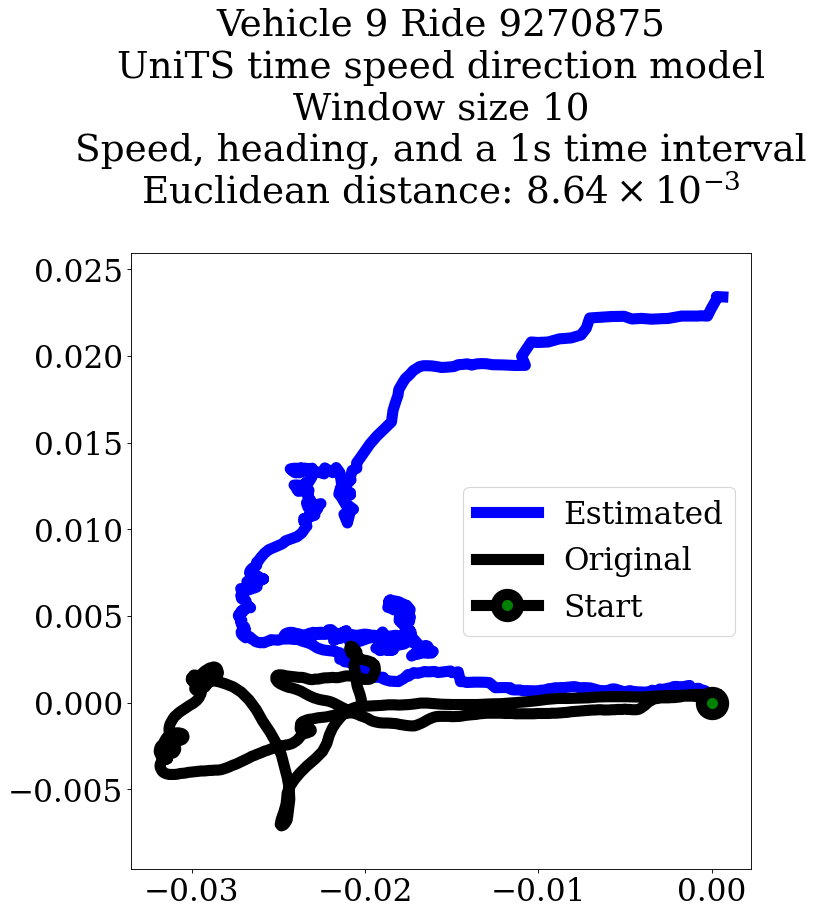 Vehicle 9 Ride 9270875
UniTS time speed direction model
Window size 10
Speed, heading, and a 1s time interval
Euclidean distance: 8.64 × 10⁻³
0.025
0.020
0.015
0.010
0.005
0.000
−0.005
Estimated
Original
Start
−0.03 −0.02 −0.01 0.00